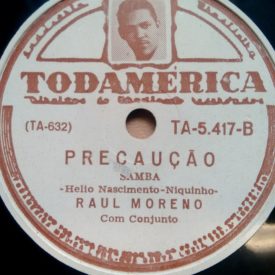 TODAMÉRICA
(TA-632)
TA-5.417-B
PRECAUÇÃO
SAMBA
-Helio Nascimento-Niquinho-
RAUL MORENO
Com Conjunto